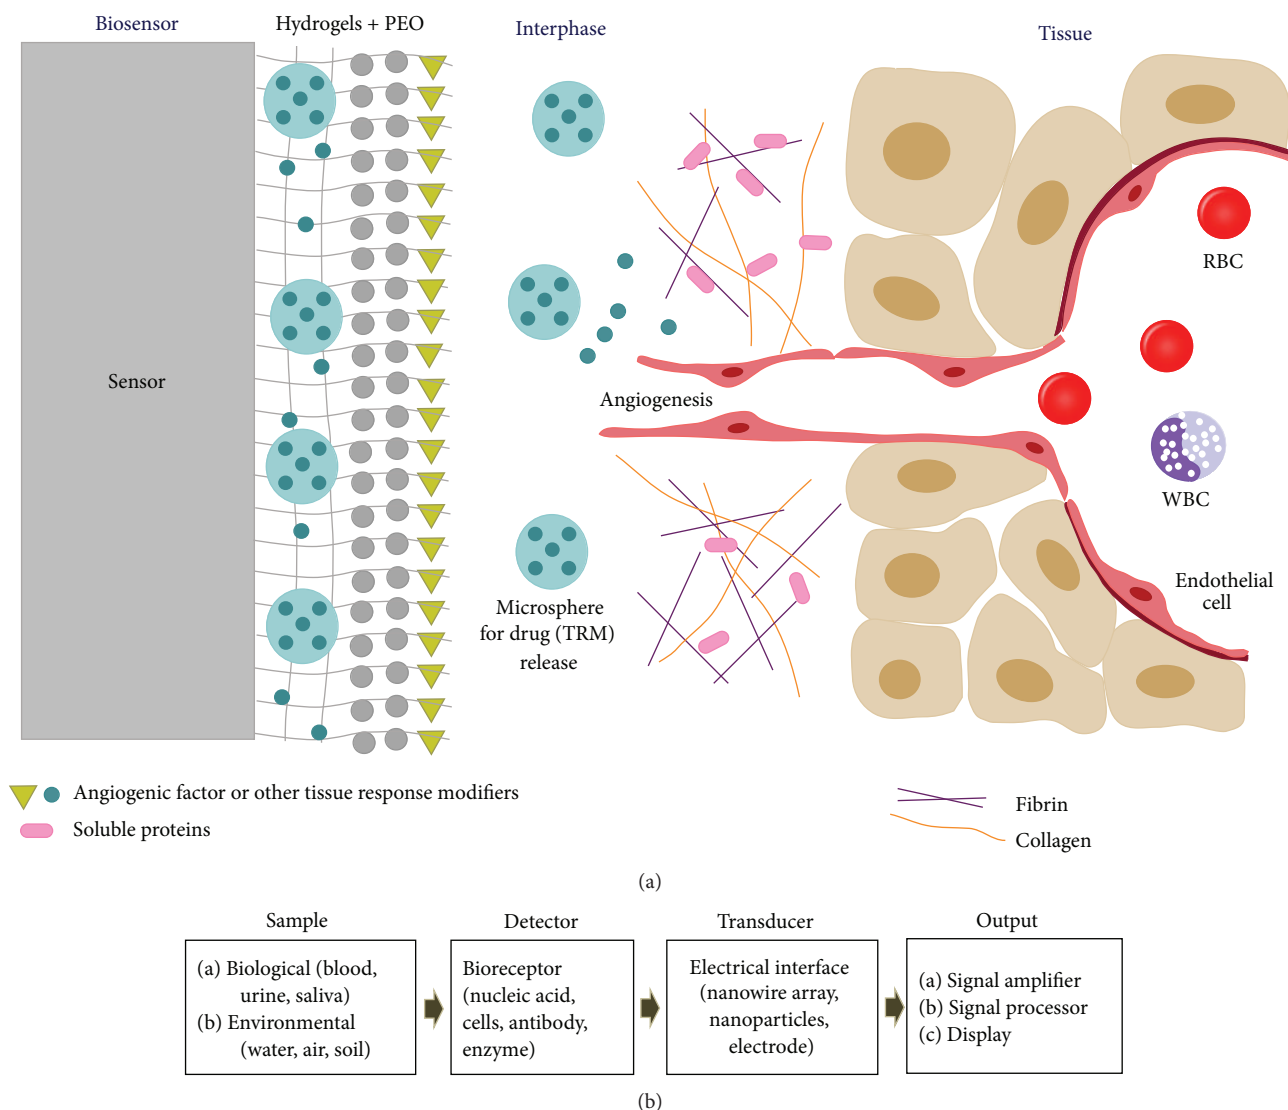 Biosensor
Hydrogels + PEO
Interphase
Tissue
Sensor
RBC
Angiogenesis
WBC
Endothelial
cell
Microsphere
for drug (TRM)
release
Angiogenic factor or other tissue response modifiers
Soluble proteins
Fibrin
Collagen
(a)
Sample
(a) Biological (blood,
urine, saliva)
(b) Environmental
(water, air, soil)
Detector
Bioreceptor
(nucleic acid,
cells, antibody,
enzyme)
Transducer
Electrical interface
(nanowire array,
nanoparticles,
electrode)
Output
(a) Signal amplifier
(b) Signal processor
(c) Display
(b)